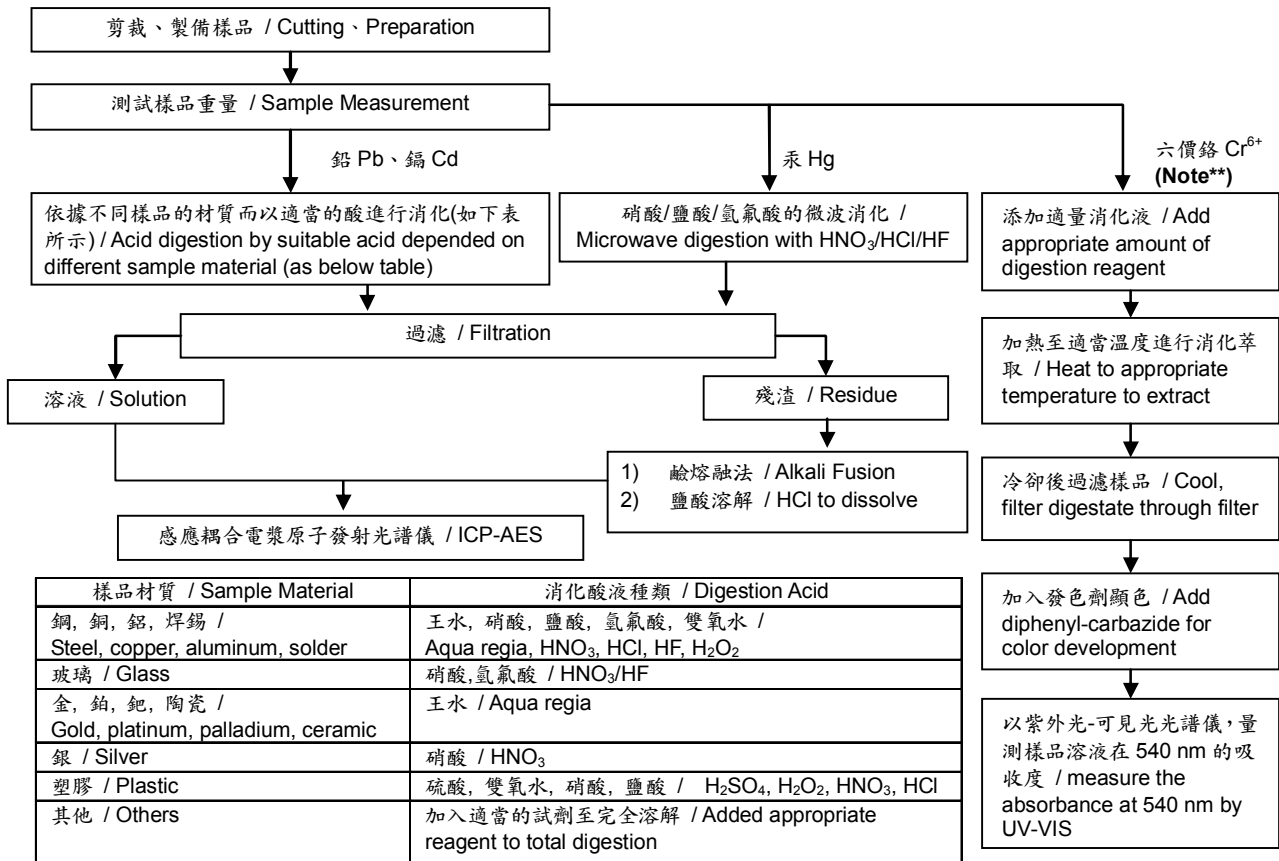 剪裁、製備樣品 / Cutting、Preparation
測試樣品重量 / Sample Measurement
鉛 Pb、鎘 Cd
汞 Hg
六價鉻 Cr6+
(Note**)
依據不同樣品的材質而以適當的酸進行消化(如下表
所示) / Acid digestion by suitable acid depended on
different sample material (as below table)
硝酸/鹽酸/氫氟酸的微波消化 /
Microwave digestion with HNO3/HCl/HF
添加適量消化液 / Add
appropriate amount of
digestion reagent
過濾 / Filtration
加熱至適當溫度進行消化萃
取 / Heat to appropriate
temperature to extract
溶液 / Solution
殘渣 / Residue
1) 鹼熔融法 / Alkali Fusion
2) 鹽酸溶解 / HCl to dissolve
冷卻後過濾樣品 / Cool,
filter digestate through filter
感應耦合電漿原子發射光譜儀 / ICP-AES
加入發色劑顯色 / Add
diphenyl-carbazide for
color development
以紫外光-可見光光譜儀，量
測樣品溶液在 540 nm 的吸
收度 / measure the
absorbance at 540 nm by
UV-VIS
樣品材質 / Sample Material 消化酸液種類 / Digestion Acid
鋼, 銅, 鋁, 焊錫 / 王水, 硝酸, 鹽酸, 氫氟酸, 雙氧水 /
Steel, copper, aluminum, solder Aqua regia, HNO3, HCl, HF, H2O2
玻璃 / Glass 硝酸,氫氟酸 / HNO3/HF
金, 鉑, 鈀, 陶瓷 / 王水 / Aqua regia
Gold, platinum, palladium, ceramic
銀 / Silver 硝酸 / HNO3
塑膠 / Plastic 硫酸, 雙氧水, 硝酸, 鹽酸 / H2SO4, H2O2, HNO3, HCl
其他 / Others 加入適當的試劑至完全溶解 / Added appropriate
reagent to total digestion